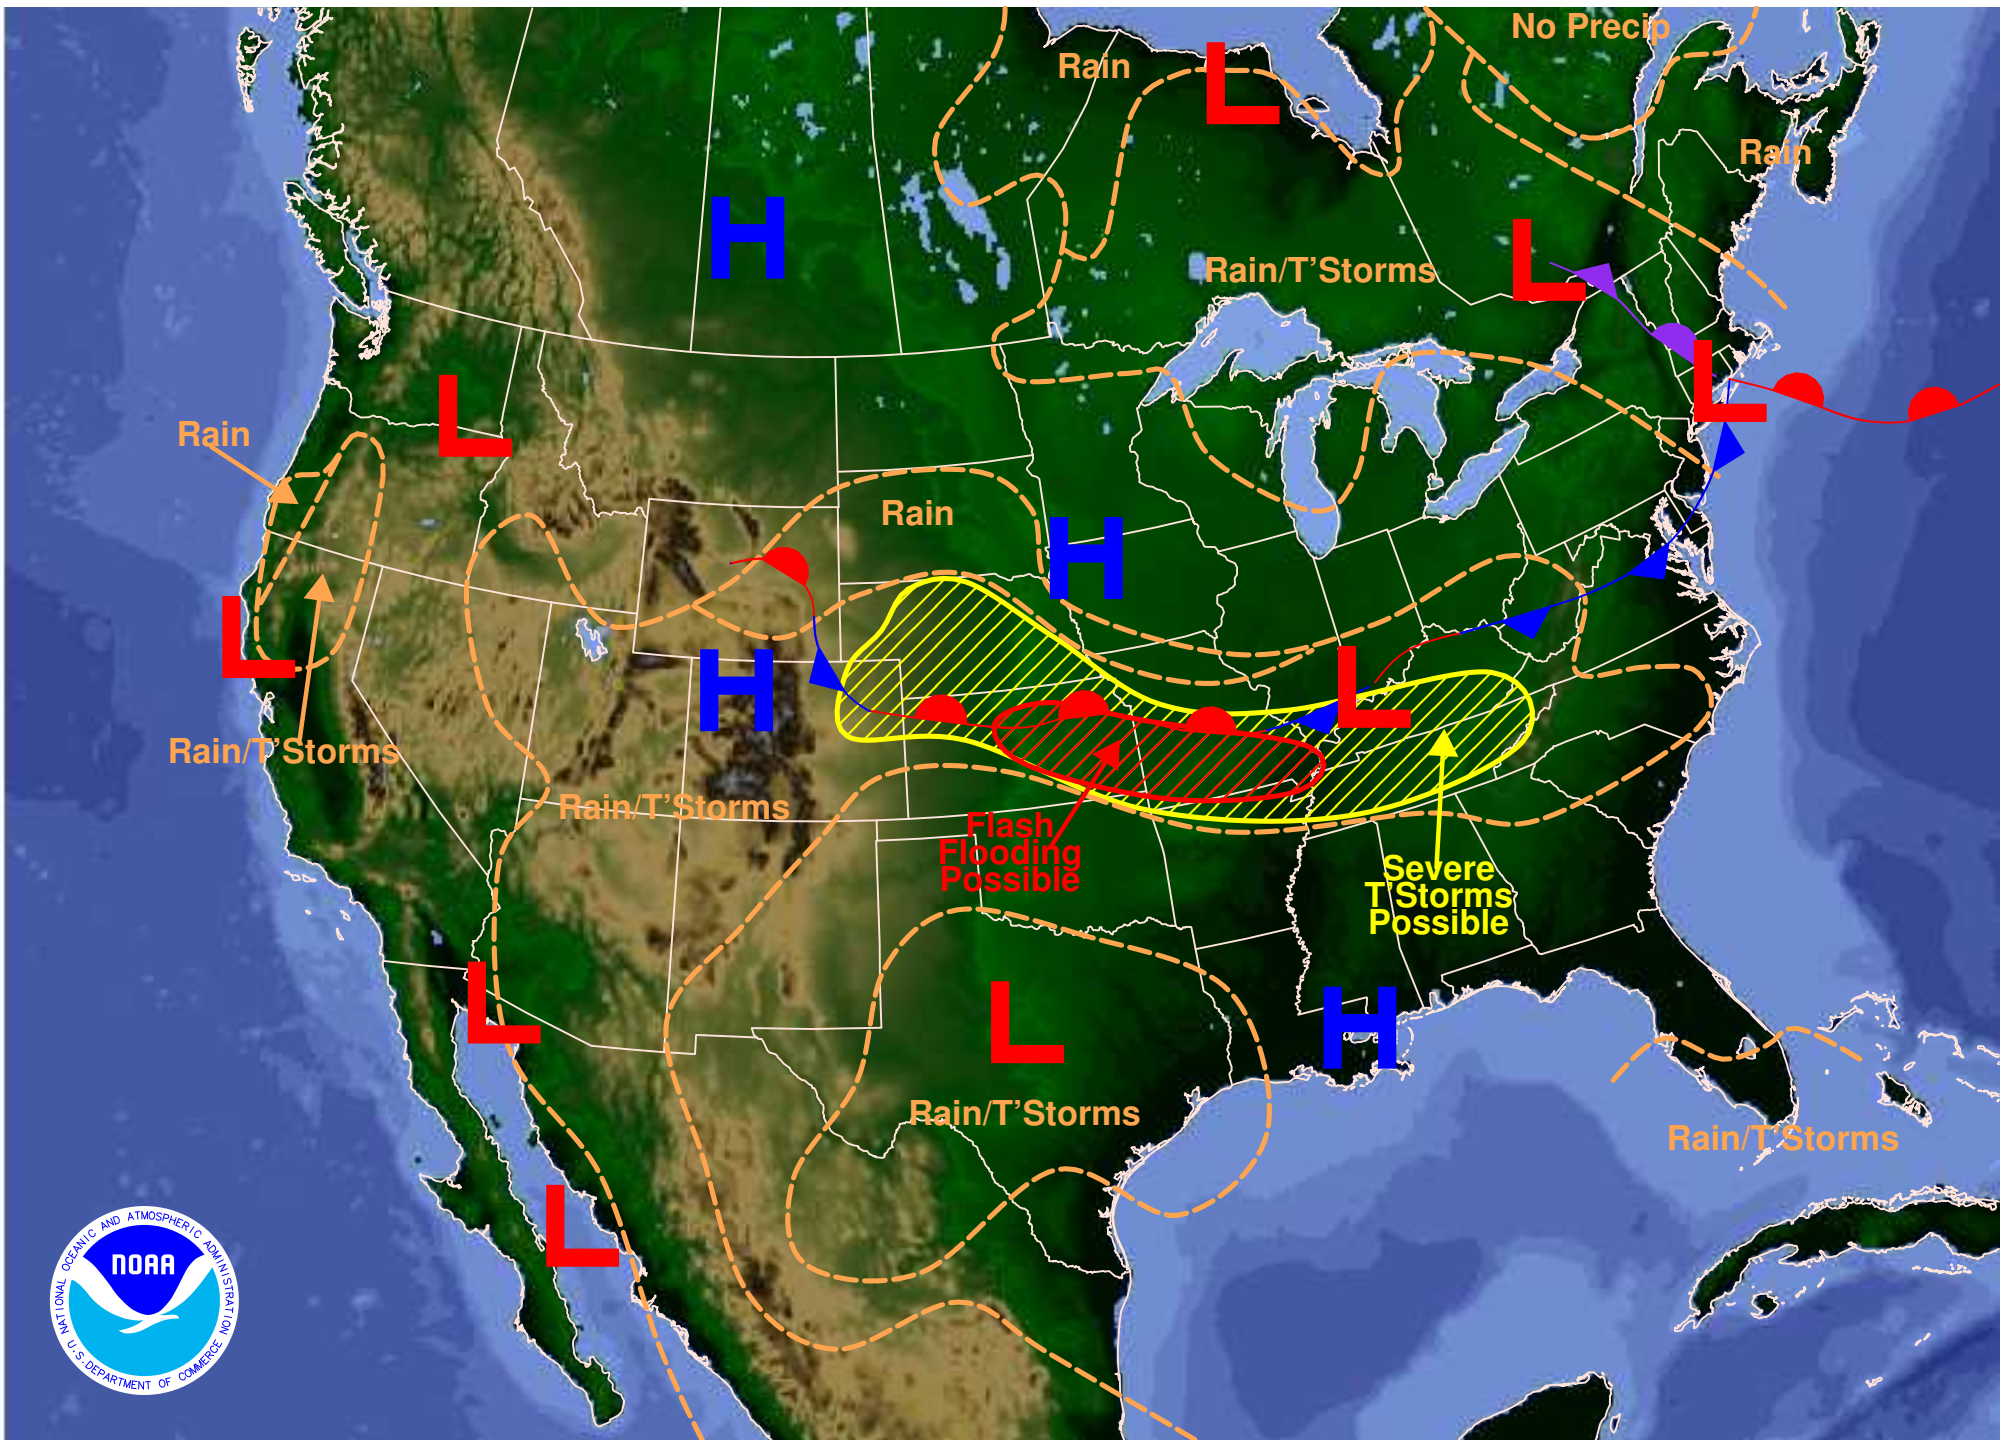 No Precip
Rain
L
Rain
H
L
Rain/T'Storms
L
L
Rain
Rain
H
L
H
L
Rain/T'Storms
Rain/T'Storms
Flash
Flooding
Possible
Severe
T'Storms
Possible
L
L
H
Rain/T'Storms
Rain/T'Storms
L
NATIONAL OCEANIC AND ATMOSPHERIC ADMINISTRATION
NOAA
U.S. DEPARTMENT OF COMMERCE